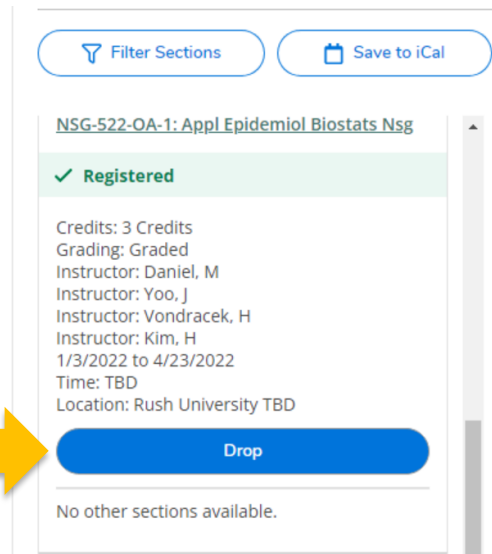 Filter Sections
Save to iCal
NSG-522-OA-1: Appl Epidemiol Biostats Nsg
Registered
Credits: 3 Credits
Grading: Graded
Instructor: Daniel, M
Instructor: Yoo, J
Instructor: Vondracek, H
Instructor: Kim, H
1/3/2022 to 4/23/2022
Time: TBD
Location: Rush University TBD
Drop
No other sections available.